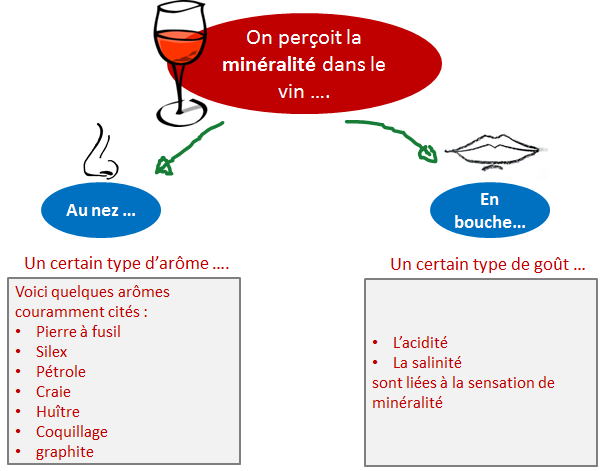 On perçoit la
minéralité dans le
vin ....
Au nez ...
En
bouche...
Un certain type d'arôme ....
Voici quelques arômes
couramment cités :
• Pierre à fusil
• Silex
• Pétrole
• Craie
• Huître
• Coquillage
• graphite
Un certain type de goût ...
• L'acidité
• La salinité
sont liées à la sensation de
minéralité